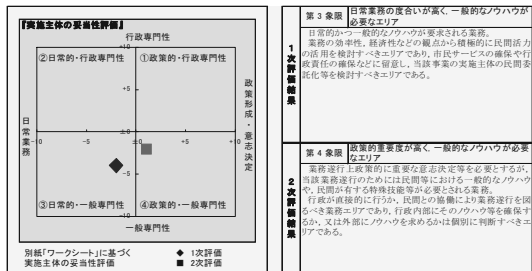 『実施主体の妥当性評価』
行政専門性
+10
②日常的・行政専門性
①政策的・行政専門性
+5
日常業務
-10
-5
±0
+5
政策形成・意志決定
-5
③日常的・一般専門性
④政策的・一般専門性
-10
一般専門性
別紙「ワークシート」に基づく
実施主体の妥当性評価
◆ 1次評価
■ 2次評価
1次評価結果
第3象限
日常業務の度合いが高く、一般的なノウハウが
必要なエリア
日常的かつ一般的なノウハウが要求される業務。
業務の効率性、経済性などの観点から積極的に民間活力
の活用を検討すべきエリアであり、市民サービスの確保や行
政責任の確保などに留意し、当該事業の実施主体の民間委
託化等を検討すべきエリアである。
2次評価結果
第4象限
政策的重要度が高く、一般的なノウハウが必要
なエリア
業務遂行上政策的に重要な意志決定等を必要とするが、
当該業務遂行のためには民間等における一般的なノウハウ
や、民間が有する特殊技能等が必要とされる業務。
行政が直接的に行うか、民間との協働により業務遂行を図
るべき業務エリアであり、行政内部にそのノウハウ等を確保す
るか、又は外部にノウハウを求めるかは個別に判断すべきエ
リアである。